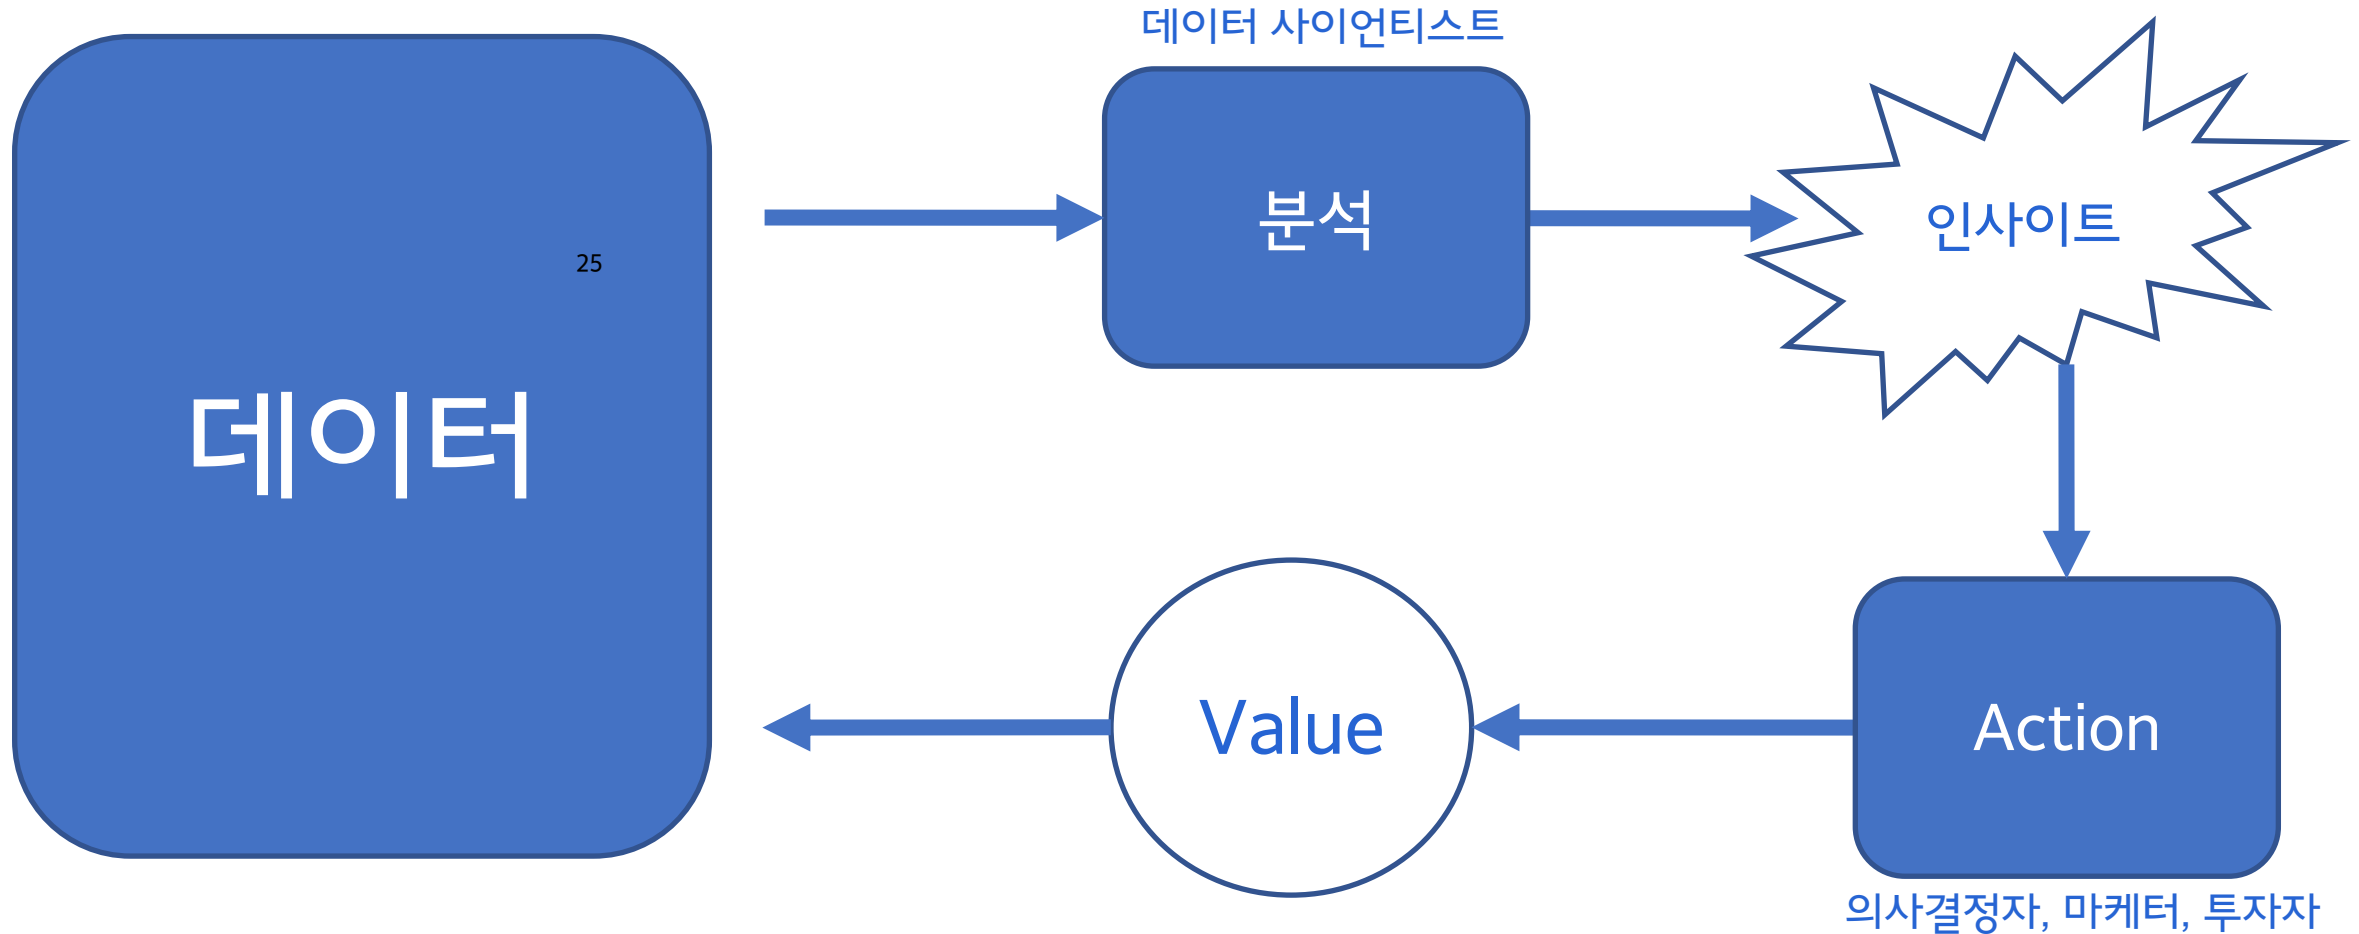 데이터 사이언티스트
분석
인사이트
25
데이터
Value
Action
의사결정자, 마케터, 투자자